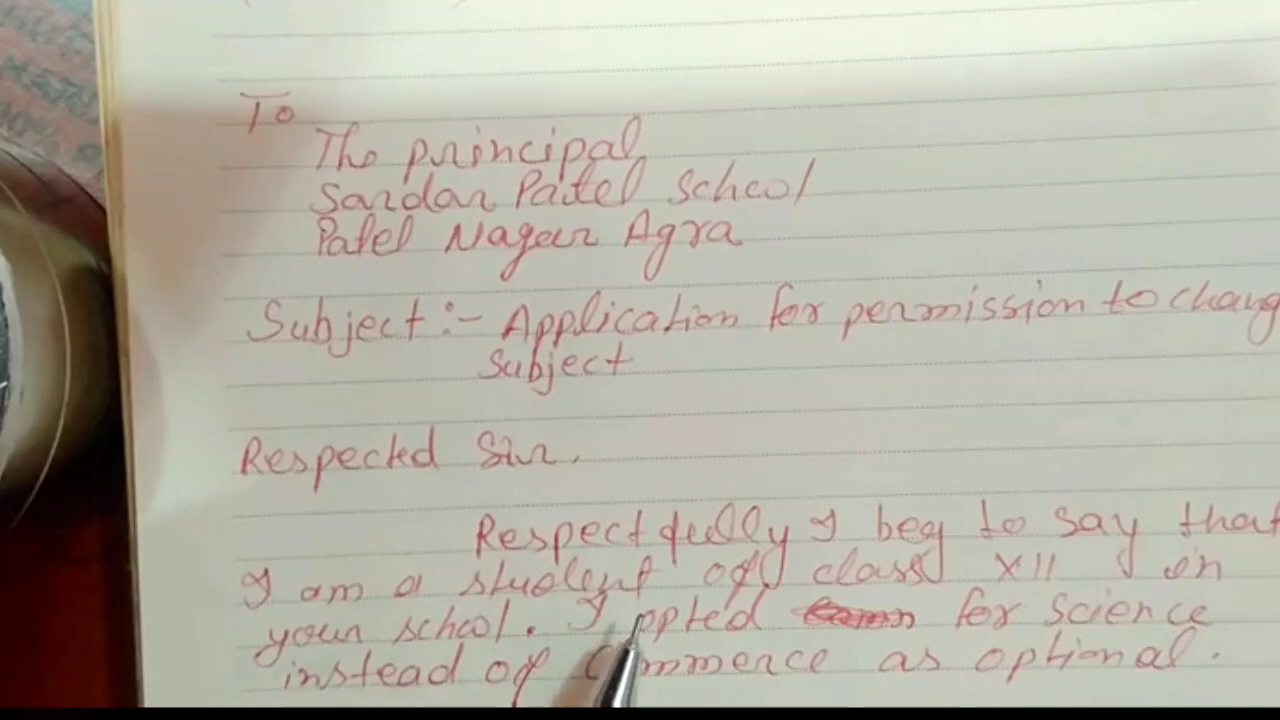 To
The principal
Sardar Patel School
Patel Nagar Agra
Subject :- Application for permission to chang
Subject
Respected Sir.
Respectfully I beg to say that
I am a student of class XII in
your school. I opted for science
instead of Commerce as optional.